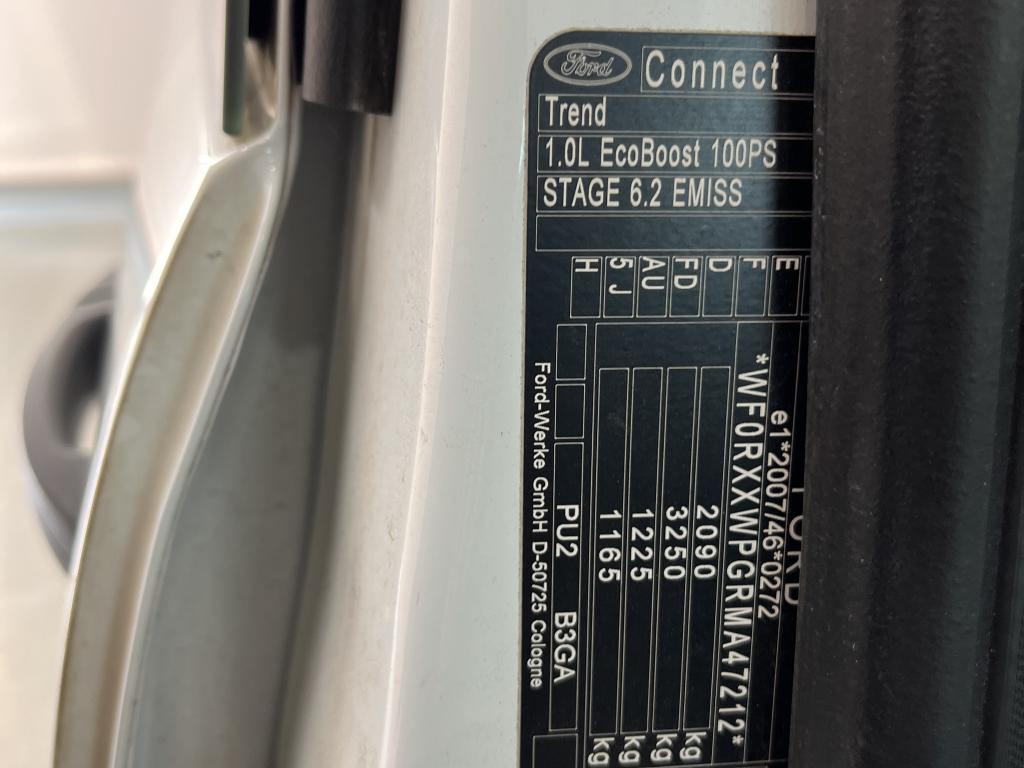 Ford
Connect
Trend
1.0L EcoBoost 100PS
STAGE 6.2 EMISS
E
F
D
FD
AU
5 J
H
FORD
e1*2007/46*0272
*WF0RXXWPGRMA47212*
2090 kg
3250 kg
1225 kg
1165 kg
PU2 B3GA
Ford-Werke GmbH D-50725 Cologne